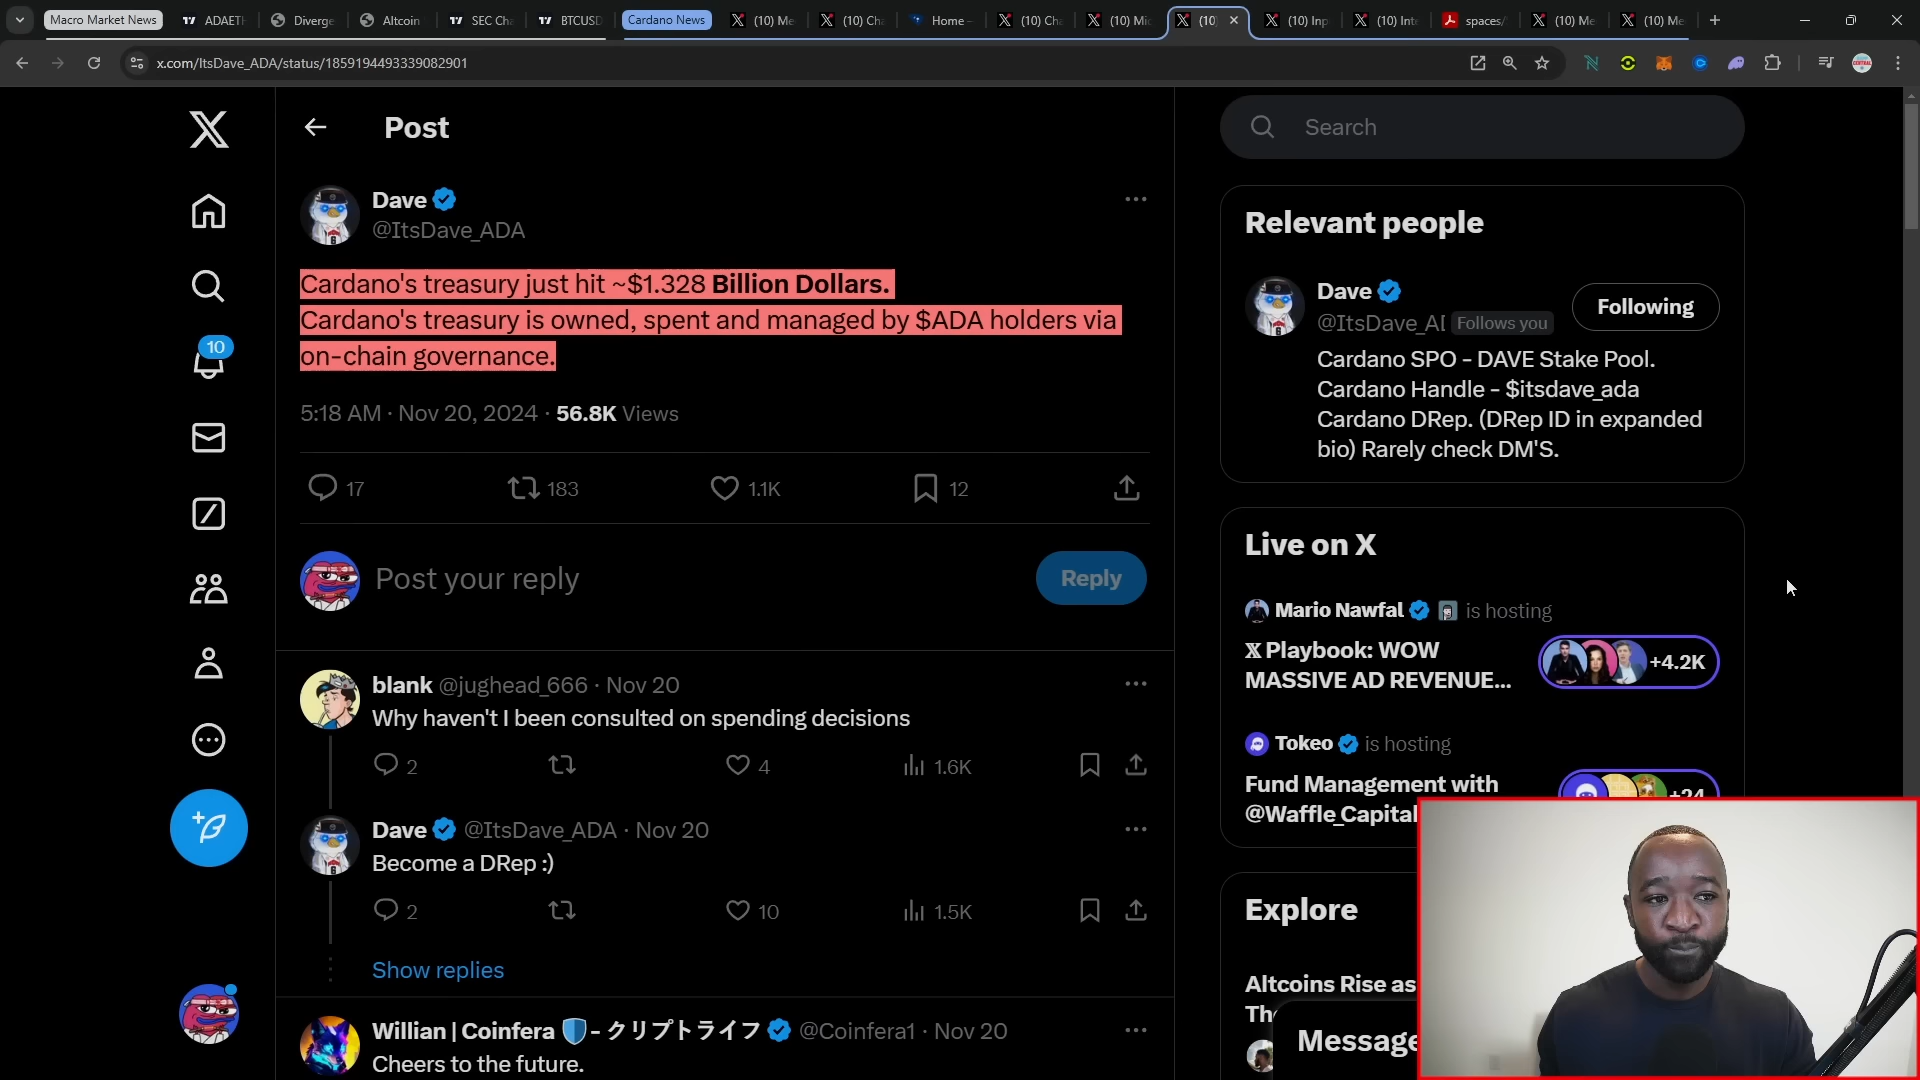 Macro Market News
ADAETH
Diverge
Altcoin
SEC Cha
BTCUSD
Cardano News
(10) Me
(10) Cha
Home –
(10) Cha
(10) Mic
(10)
(10) Inp
(10) Inte
spaces/
(10) Me
(10) Me
x.com/ItsDave_ADA/status/1859194493339082901
Post
Search
Dave
@ItsDave_ADA
Cardano's treasury just hit ~$1.328 Billion Dollars.
Cardano's treasury is owned, spent and managed by $ADA holders via
on-chain governance.
5:18 AM · Nov 20, 2024 · 56.8K Views
17
183
1.1K
12
Post your reply
Reply
blank @jughead_666 · Nov 20
Why haven't I been consulted on spending decisions
2
4
1.6K
Dave @ItsDave_ADA · Nov 20
Become a DRep :)
2
10
1.5K
Show replies
Willian | Coinfera 🛡️- クリプトライフ @Coinfera1 · Nov 20
Cheers to the future.
10
Relevant people
Dave
@ItsDave_AD Follows you
Following
Cardano SPO - DAVE Stake Pool.
Cardano Handle - $itsdave_ada
Cardano DRep. (DRep ID in expanded
bio) Rarely check DM'S.
Live on X
Mario Nawfal is hosting
𝕏 Playbook: WOW
MASSIVE AD REVENUE...
+4.2K
Tokeo is hosting
Fund Management with
@Waffle_Capital
+24
Explore
Altcoins Rise as
The
Message